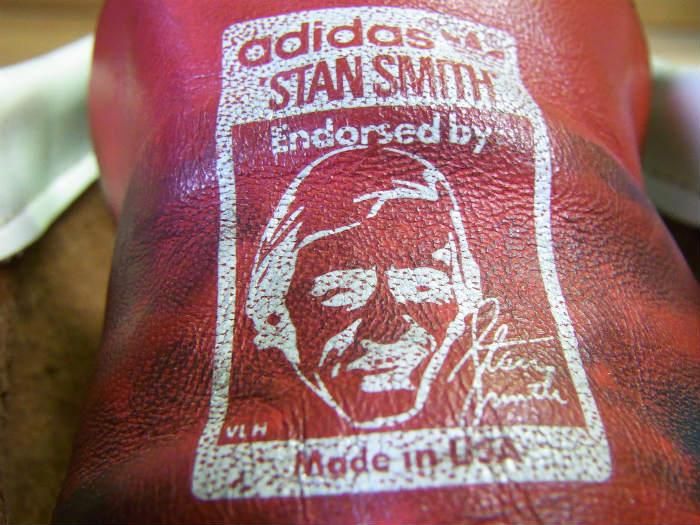 adidas
'STAN SMITH'
Endorsed by
Stan
Smith
VLH
Made in USA